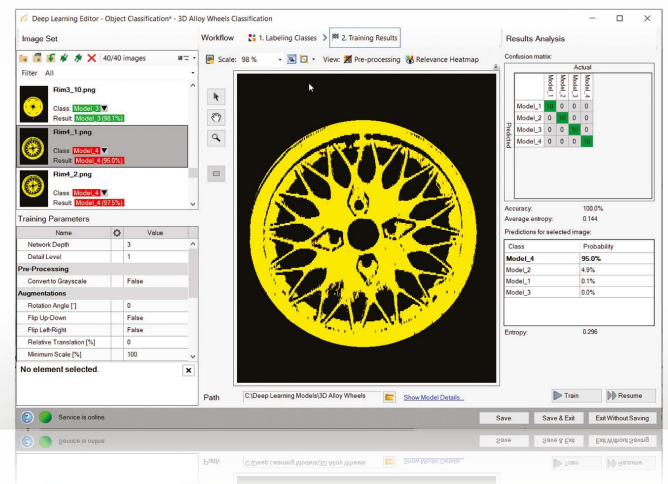 Deep Learning Editor - Object Classification* - 3D Alloy Wheels Classification
Image Set
Workflow
1. Labeling Classes
2. Training Results
Results Analysis
40/40 images
Filter All
Rim3_10.png
Class: Model_3
Result: Model_3 (98.1%)
Rim4_1.png
Class: Model_4
Result: Model_4 (95.0%)
Rim4_2.png
Class: Model_4
Result: Model_4 (97.5%)
Training Parameters
Name Value
Network Depth 3
Detail Level 1
Pre-Processing
Convert to Grayscale False
Augmentations
Rotation Angle [°] 0
Flip Up-Down False
Flip Left-Right False
Relative Translation [%] 0
Minimum Scale [%] 100
No element selected.
Scale: 98 %
View: Pre-processing Relevance Heatmap
Path C:\Deep Learning Models\3D Alloy Wheels Show Model Details...
Confusion matrix:
Actual
Model_1 Model_2 Model_3 Model_4
Predicted
Model_1 10 0 0 0
Model_2 0 10 0 0
Model_3 0 0 10 0
Model_4 0 0 0 10
Accuracy: 100.0%
Average entropy: 0.144
Predictions for selected image:
Class Probability
Model_4 95.0%
Model_2 4.9%
Model_1 0.1%
Model_3 0.0%
Entropy: 0.296
Train Resume
Service is online.
Save Save & Exit Exit Without Saving